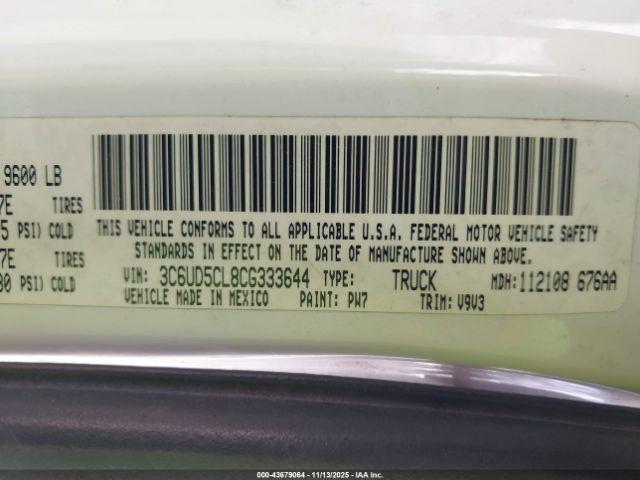 9600 LB
7E TIRES
5 PSI) COLD
7E TIRES
80 PSI) COLD
THIS VEHICLE CONFORMS TO ALL APPLICABLE U.S.A. FEDERAL MOTOR VEHICLE SAFETY
STANDARDS IN EFFECT ON THE DATE OF MANUFACTURE SHOWN ABOVE.
VIN: 3C6UD5CL8CG333644 TYPE: TRUCK MDH: 112108 676AA
VEHICLE MADE IN MEXICO PAINT: PW7 TRIM: V9V3
000-43679064 - 11/13/2025 - IAA Inc.